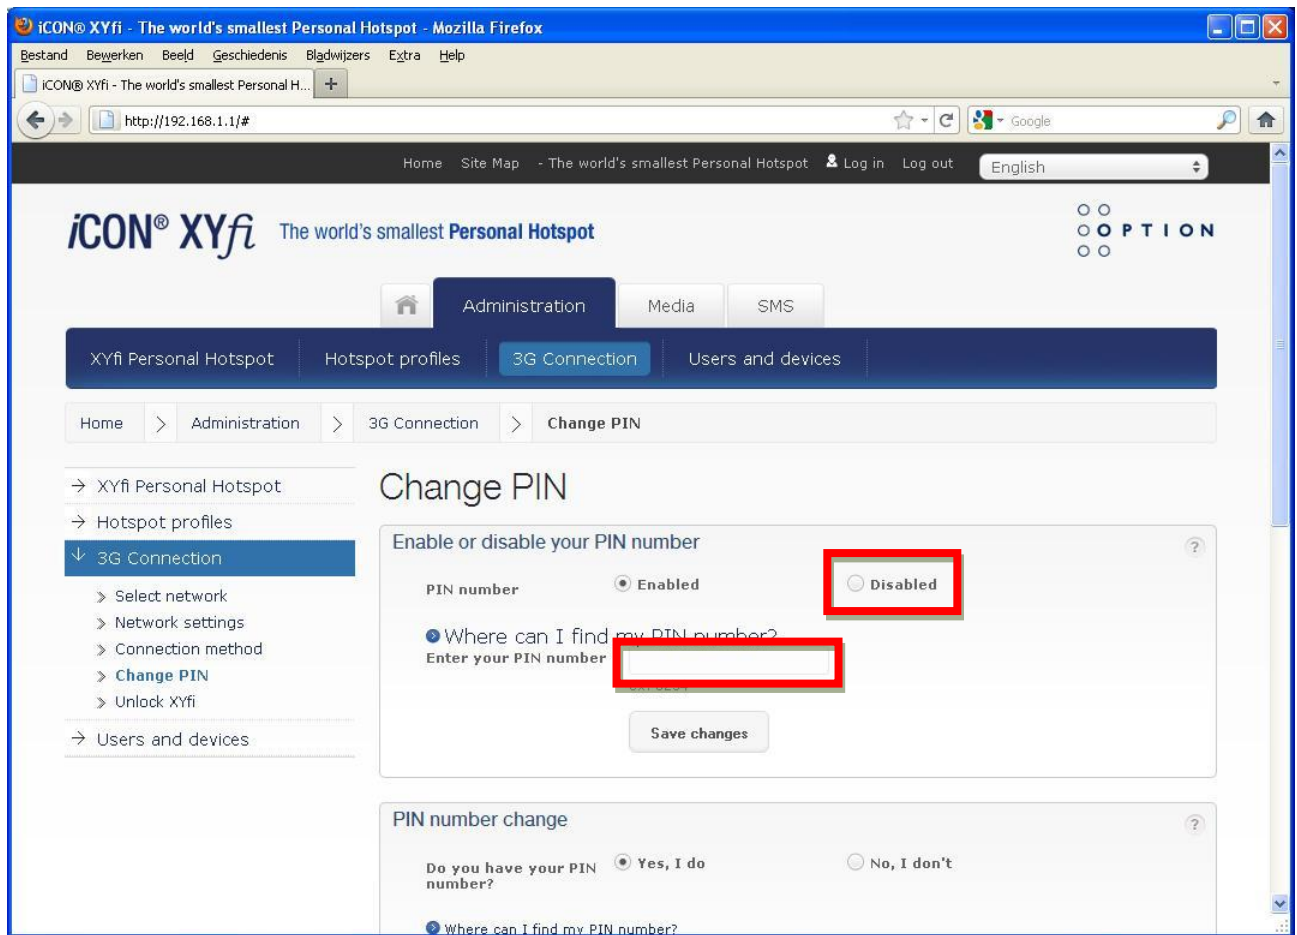 iCON® XYfi - The world's smallest Personal Hotspot - Mozilla Firefox
Bestand Bewerken Beeld Geschiedenis Bladwijzers Extra Help
iCON® XYfi - The world's smallest Personal H...
http://192.168.1.1/#
Google
Home Site Map - The world's smallest Personal Hotspot Log in Log out English
iCON® XYfi The world's smallest Personal Hotspot
OPTION
Administration Media SMS
XYfi Personal Hotspot Hotspot profiles 3G Connection Users and devices
Home > Administration > 3G Connection > Change PIN
XYfi Personal Hotspot
Hotspot profiles
3G Connection
Select network
Network settings
Connection method
Change PIN
Unlock XYfi
Users and devices
Change PIN
Enable or disable your PIN number ?
PIN number Enabled Disabled
Where can I find my PIN number?
Enter your PIN number
Save changes
PIN number change ?
Do you have your PIN Yes, I do No, I don't
number?
Where can I find my PIN number?